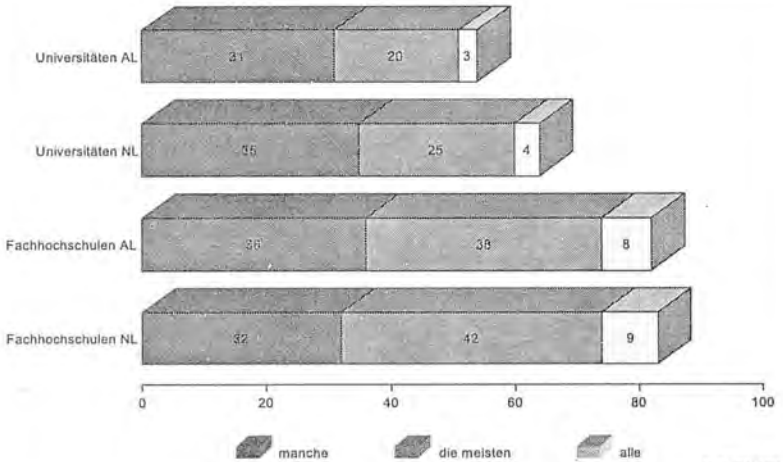 Universitäten AL 31 20 3
Universitäten NL 35 25 4
Fachhochschulen AL 36 38 8
Fachhochschulen NL 32 42 9
0 20 40 60 80 100
manche die meisten alle